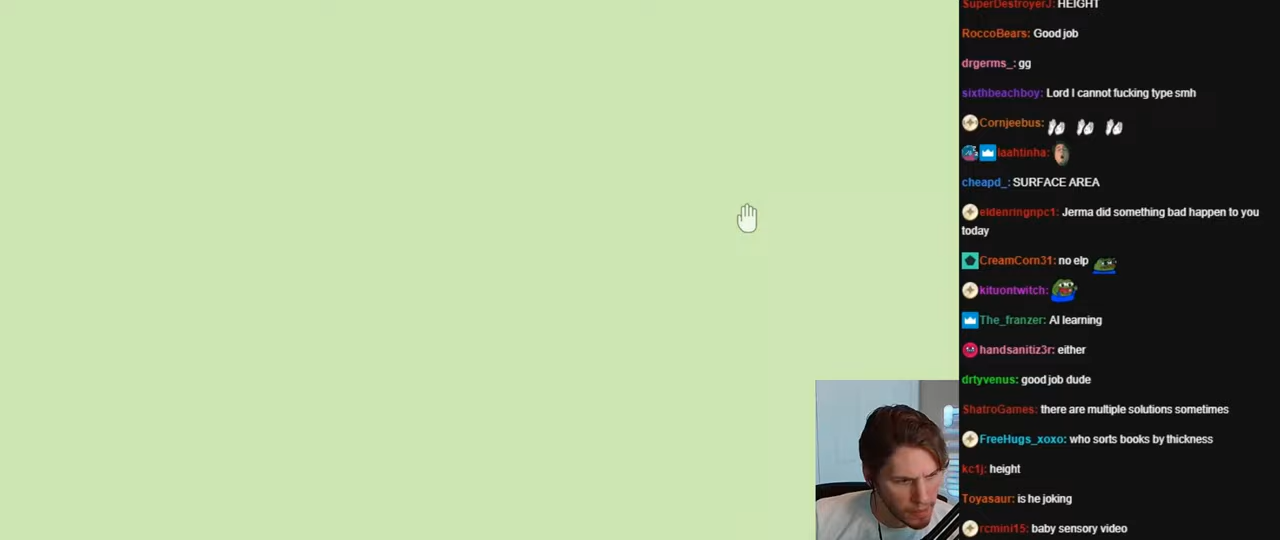 SuperDestroyerJ: HEIGHT
RoccoBears: Good job
drgerms_: gg
sixthbeachboy: Lord I cannot fucking type smh
Cornjeebus:
laahtinha:
cheapd_: SURFACE AREA
eldenringnpc1: Jerma did something bad happen to you
today
CreamCorn31: no elp
kituontwitch:
The_franzer: AI learning
handsanitiz3r: either
drtyvenus: good job dude
ShatroGames: there are multiple solutions sometimes
FreeHugs_xoxo: who sorts books by thickness
kc1j: height
Toyasaur: is he joking
rcmini15: baby sensory video